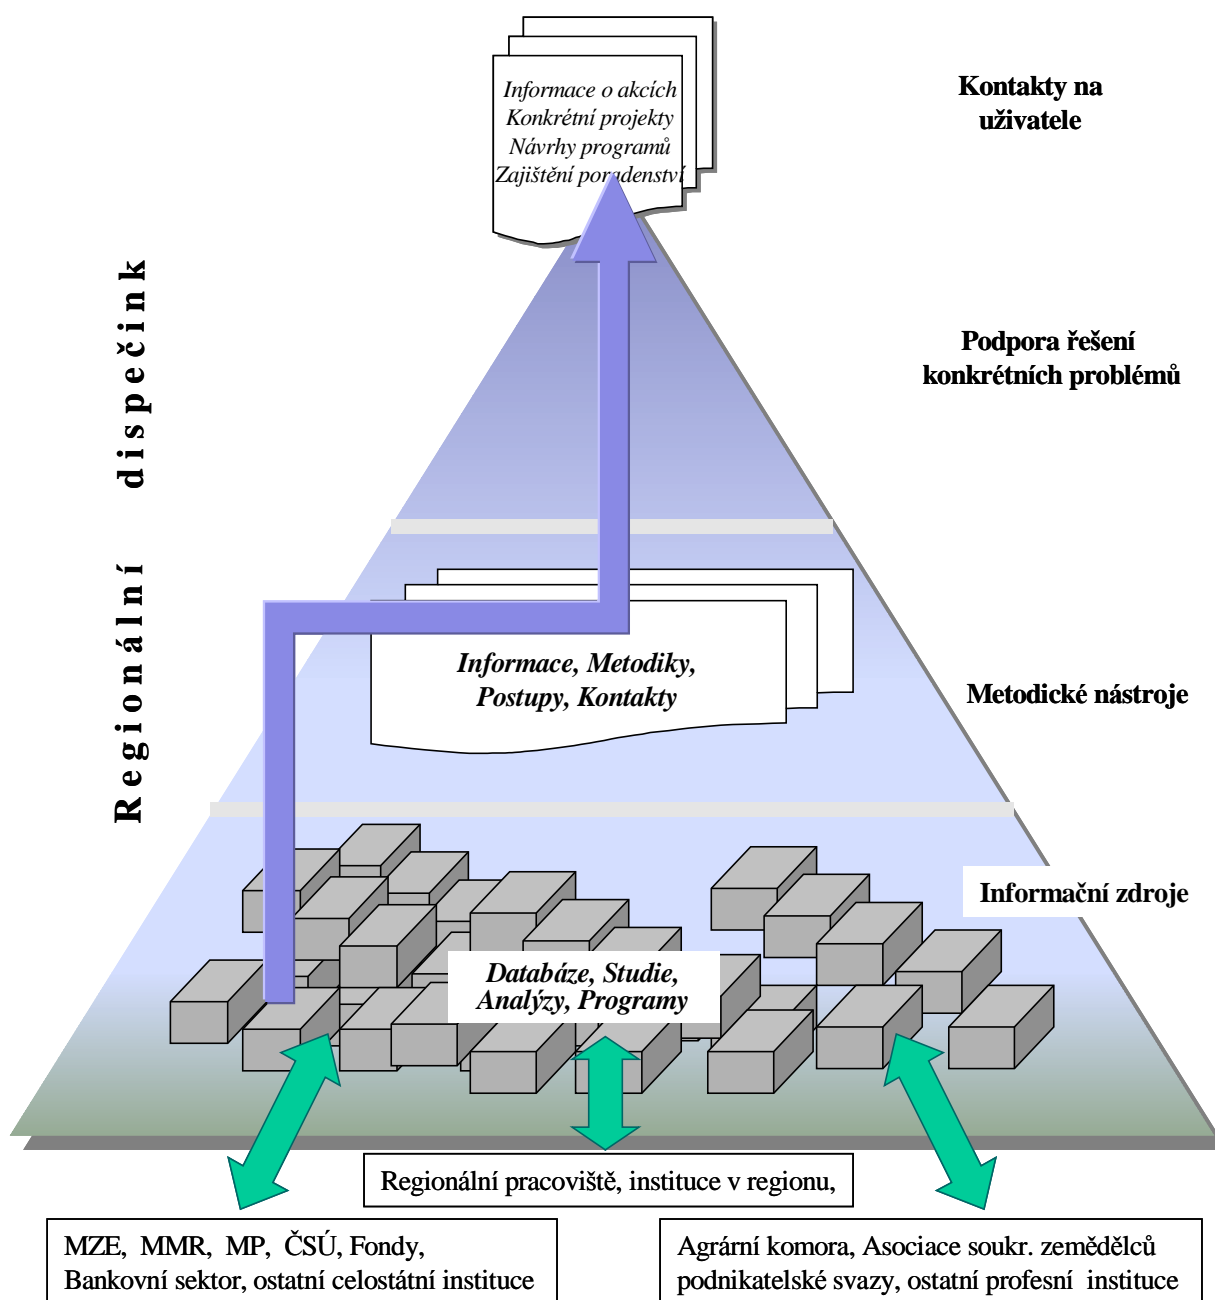 Informace o akcích
Konkrétní projekty
Návrhy programů
Zajištění poradenství
Kontakty na
uživatele
Regionální dispečink
Podpora řešení
konkrétních problémů
Informace, Metodiky,
Postupy, Kontakty
Metodické nástroje
Informační zdroje
Databáze, Studie,
Analýzy, Programy
Regionální pracoviště, instituce v regionu,
MZE, MMR, MP, ČSÚ, Fondy,
Bankovní sektor, ostatní celostátní instituce
Agrární komora, Asociace soukr. zemědělců
podnikatelské svazy, ostatní profesní instituce